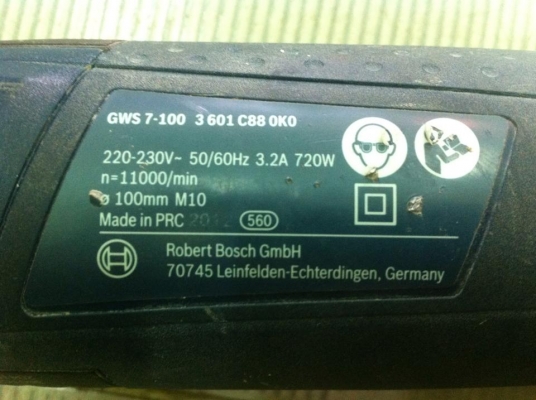 GWS 7-100 3 601 C88 0K0
220-230V~ 50/60Hz 3.2A 720W
n=11000/min
ø 100mm M10
Made in PRC 2012 560
Robert Bosch GmbH
70745 Leinfelden-Echterdingen, Germany